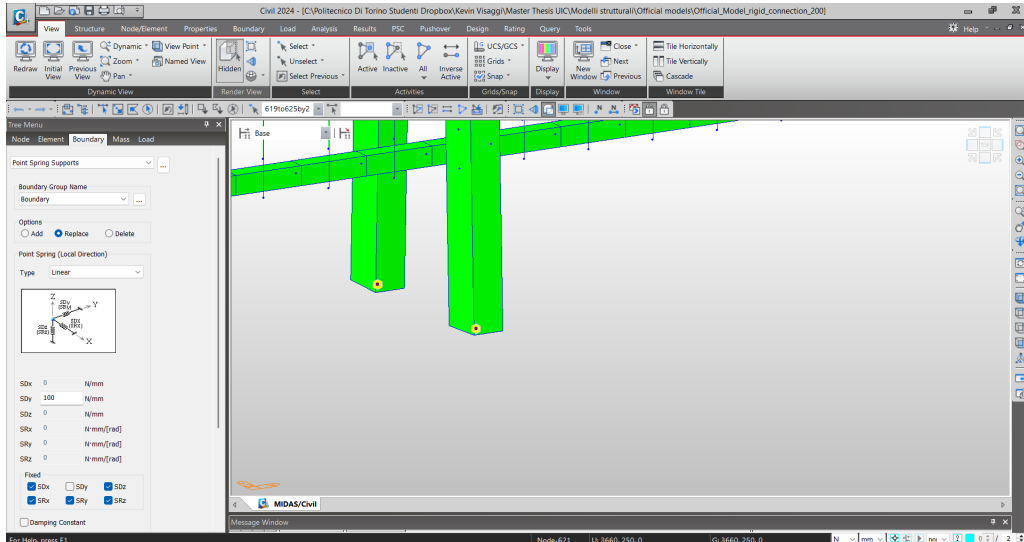 Civil 2024 - [C:\Politecnico Di Torino Studenti Dropbox\Kevin Visaggi\Master Thesis UIC\Modelli strutturali\Official models\Official_Model_rigid_connection_200]
View Structure Node/Element Properties Boundary Load Analysis Results PSC Pushover Design Rating Query Tools Help
Redraw Initial View Previous View Dynamic Zoom Pan View Point Named View
Hidden
Select Unselect Select Previous
Active Inactive All Inverse Active
UCS/GCS Grids Snap
Display
New Window Close Next Previous
Tile Horizontally Tile Vertically Cascade
Dynamic View Render View Select Activities Grids/Snap Display Window Window Tile
619to625by2
Tree Menu
Node Element Boundary Mass Load
Base
Point Spring Supports ...
Boundary Group Name
Boundary ...
Options
Add Replace Delete
Point Spring (Local Direction)
Type Linear
Z
SDy (SRy) Y
SDz (SRz) SDX (SRX)
X
SDx 0 N/mm
SDy 100 N/mm
SDz 0 N/mm
SRx 0 N·mm/[rad]
SRy 0 N·mm/[rad]
SRz 0 N·mm/[rad]
Fixed
SDx SDy SDz
SRx SRy SRz
Damping Constant
MIDAS/Civil
Message Window
For Help, press F1 Node-621 U: 3660, 250, 0 G: 3660, 250, 0 N mm 0 / 2